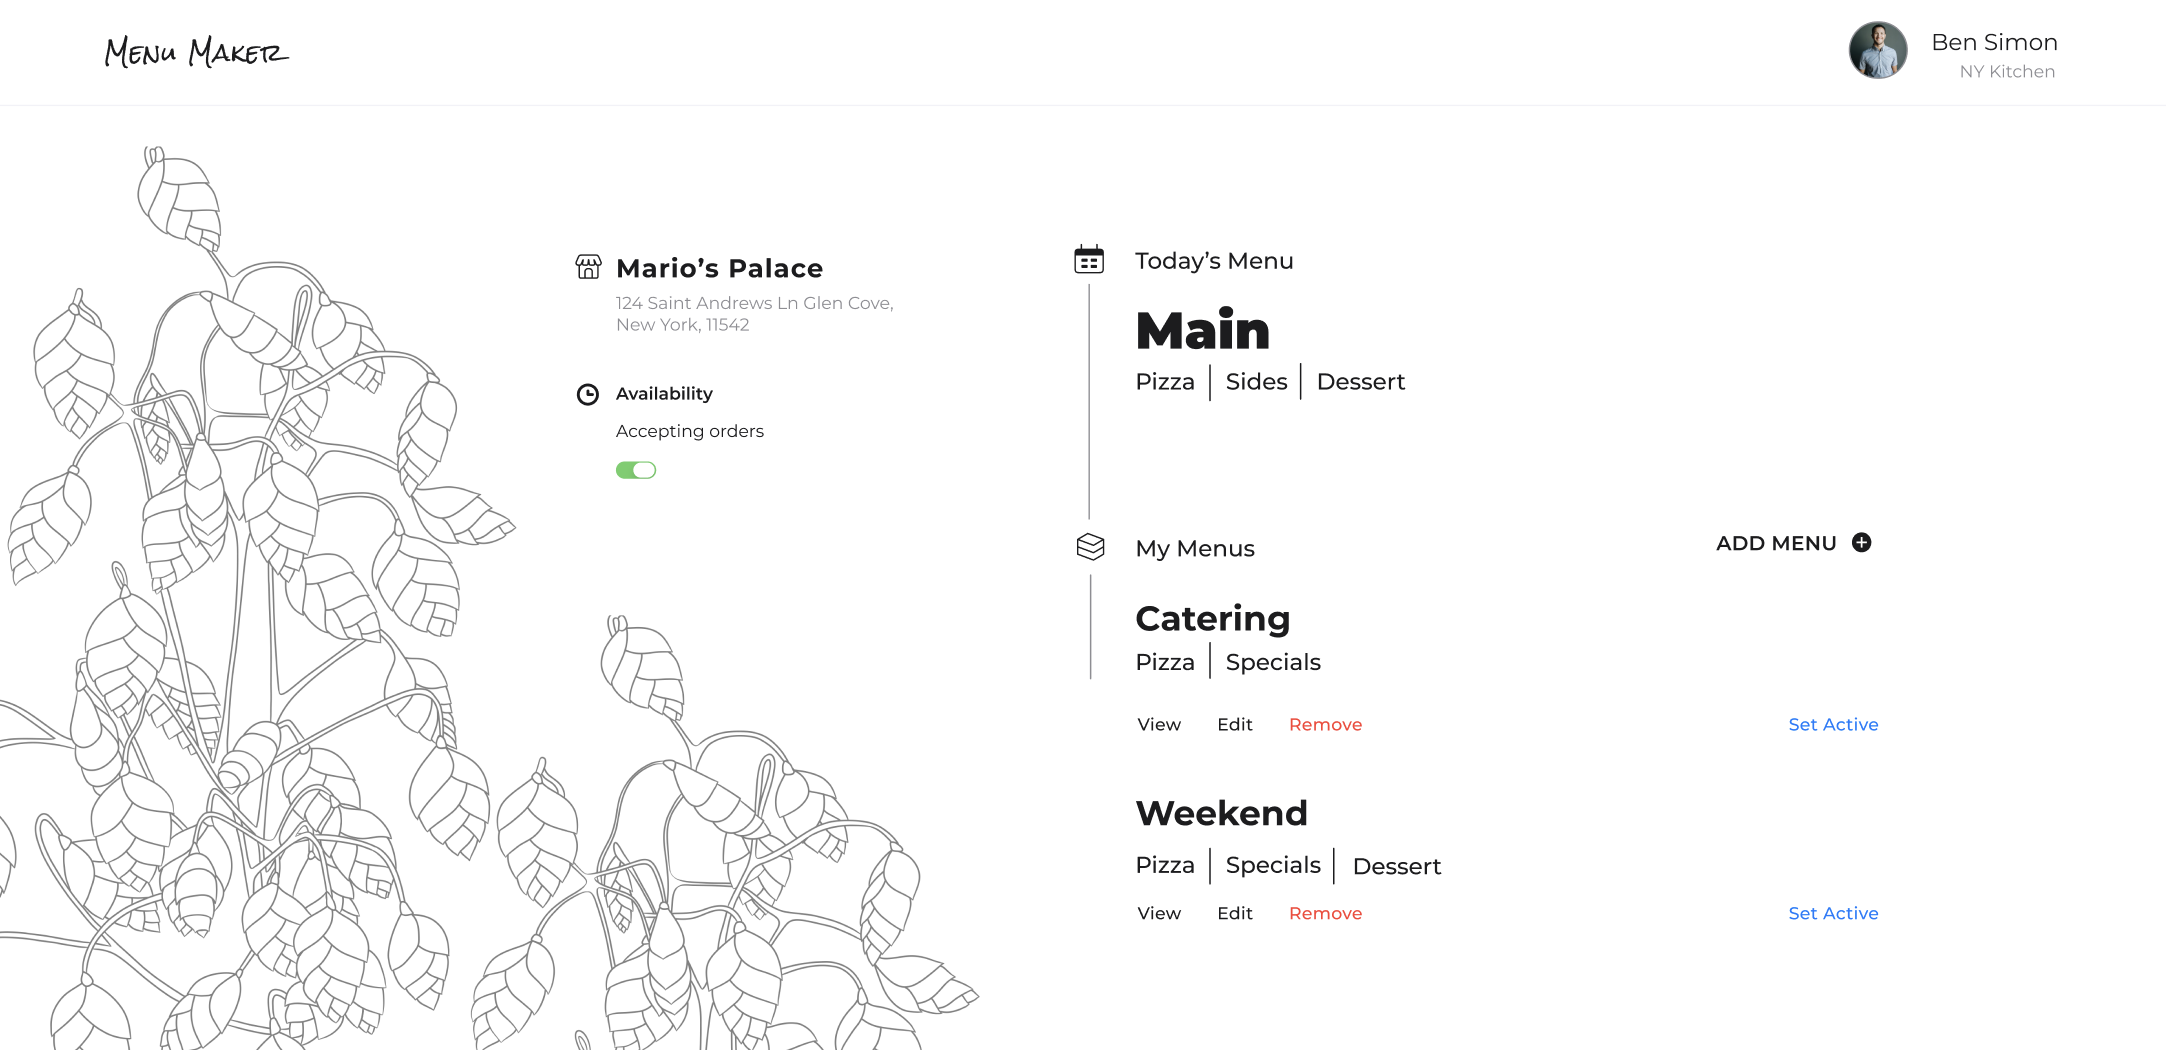 Menu Maker
Ben Simon
NY Kitchen
Mario’s Palace
124 Saint Andrews Ln Glen Cove,
New York, 11542
Availability
Accepting orders
Today’s Menu
Main
Pizza | Sides | Dessert
My Menus
ADD MENU
Catering
Pizza | Specials
View Edit Remove Set Active
Weekend
Pizza | Specials | Dessert
View Edit Remove Set Active